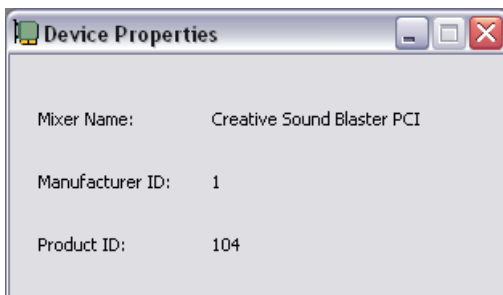 Device Properties
Mixer Name: Creative Sound Blaster PCI
Manufacturer ID: 1
Product ID: 104